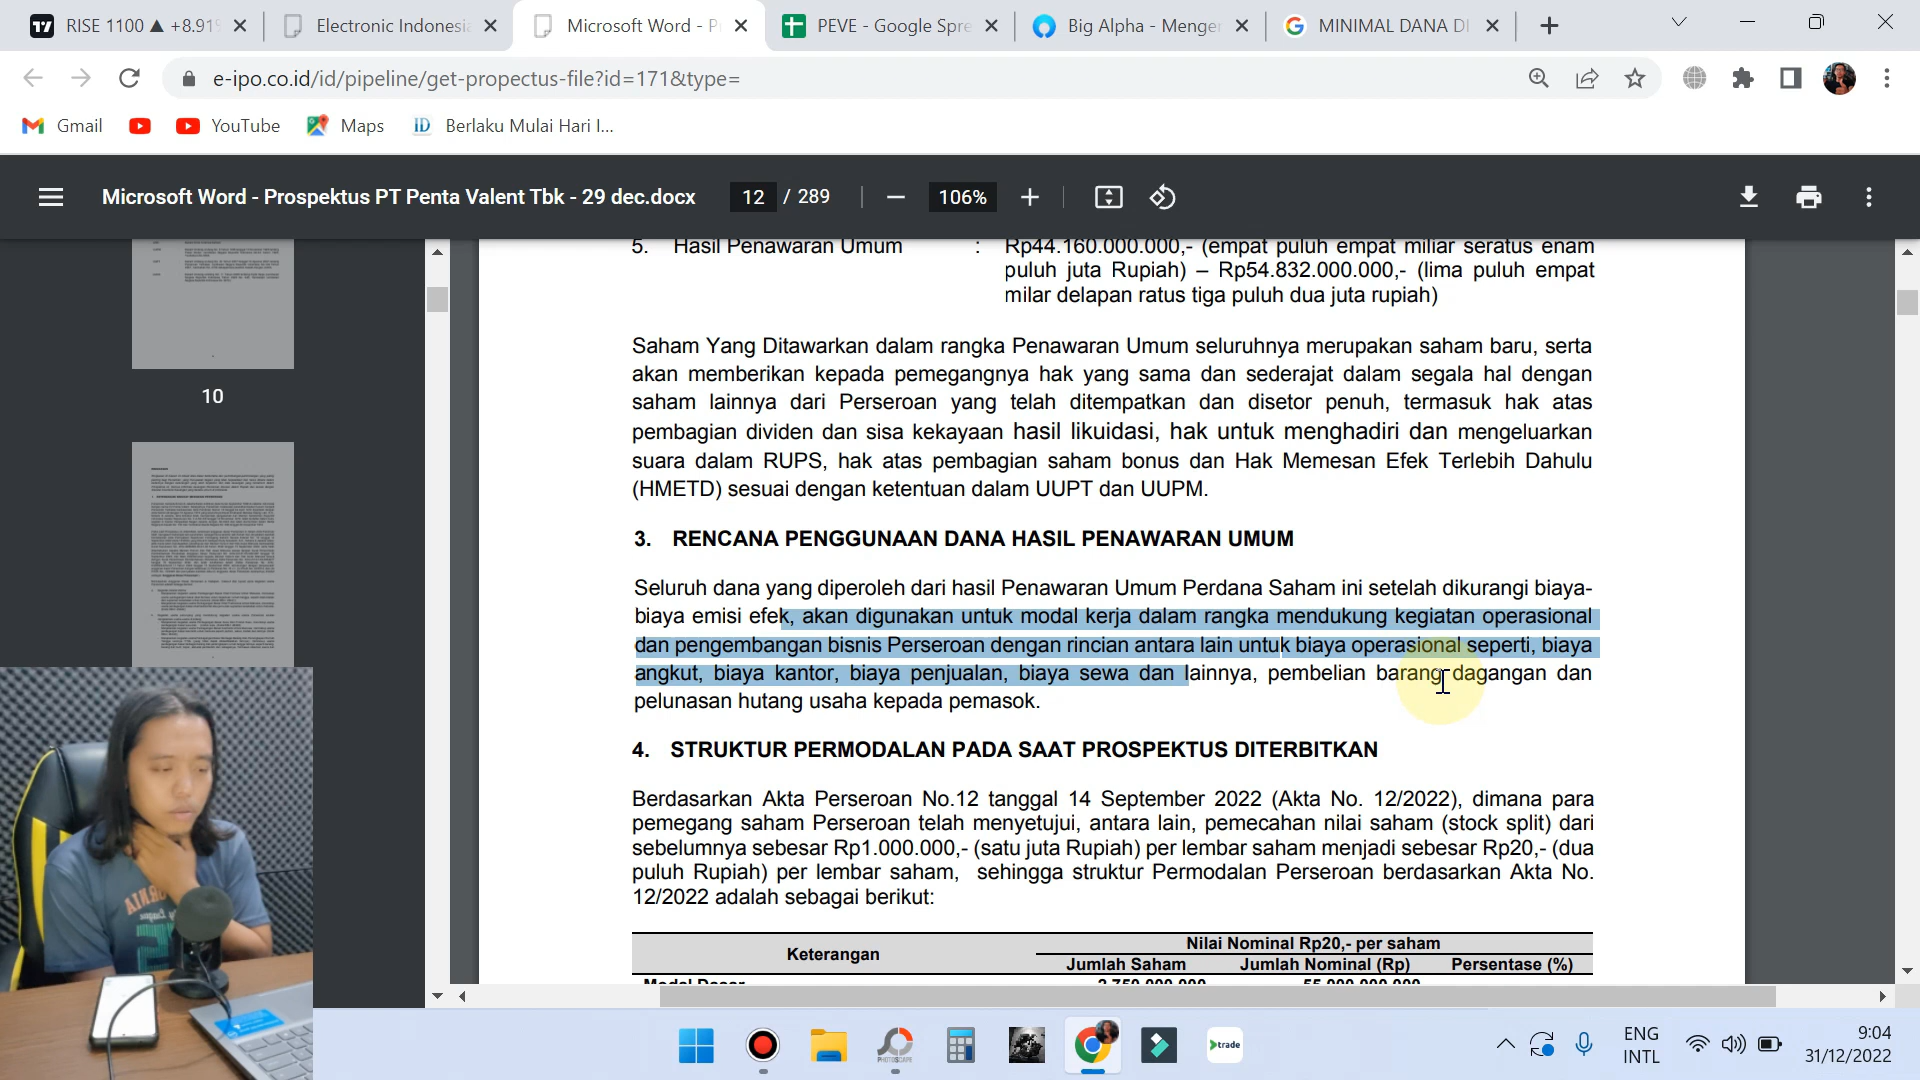 RISE 1100 ▲ +8.91%
Electronic Indonesia
Microsoft Word - P
PEVE - Google Spre
Big Alpha - Menger
MINIMAL DANA DI
e-ipo.co.id/id/pipeline/get-propectus-file?id=171&type=
Gmail
YouTube
Maps
Berlaku Mulai Hari I...
Microsoft Word - Prospektus PT Penta Valent Tbk - 29 dec.docx
12 / 289
106%
10
5. Hasil Penawaran Umum : Rp44.160.000.000,- (empat puluh empat miliar seratus enam
puluh juta Rupiah) – Rp54.832.000.000,- (lima puluh empat
milar delapan ratus tiga puluh dua juta rupiah)
Saham Yang Ditawarkan dalam rangka Penawaran Umum seluruhnya merupakan saham baru, serta
akan memberikan kepada pemegangnya hak yang sama dan sederajat dalam segala hal dengan
saham lainnya dari Perseroan yang telah ditempatkan dan disetor penuh, termasuk hak atas
pembagian dividen dan sisa kekayaan hasil likuidasi, hak untuk menghadiri dan mengeluarkan
suara dalam RUPS, hak atas pembagian saham bonus dan Hak Memesan Efek Terlebih Dahulu
(HMETD) sesuai dengan ketentuan dalam UUPT dan UUPM.
3. RENCANA PENGGUNAAN DANA HASIL PENAWARAN UMUM
Seluruh dana yang diperoleh dari hasil Penawaran Umum Perdana Saham ini setelah dikurangi biaya-
biaya emisi efek, akan digunakan untuk modal kerja dalam rangka mendukung kegiatan operasional
dan pengembangan bisnis Perseroan dengan rincian antara lain untuk biaya operasional seperti, biaya
angkut, biaya kantor, biaya penjualan, biaya sewa dan lainnya, pembelian barang dagangan dan
pelunasan hutang usaha kepada pemasok.
4. STRUKTUR PERMODALAN PADA SAAT PROSPEKTUS DITERBITKAN
Berdasarkan Akta Perseroan No.12 tanggal 14 September 2022 (Akta No. 12/2022), dimana para
pemegang saham Perseroan telah menyetujui, antara lain, pemecahan nilai saham (stock split) dari
sebelumnya sebesar Rp1.000.000,- (satu juta Rupiah) per lembar saham menjadi sebesar Rp20,- (dua
puluh Rupiah) per lembar saham, sehingga struktur Permodalan Perseroan berdasarkan Akta No.
12/2022 adalah sebagai berikut:
Keterangan
Nilai Nominal Rp20,- per saham
Jumlah Saham Jumlah Nominal (Rp) Persentase (%)
Modal Dasar 2.750.000.000 55.000.000.000
trade
ENG
INTL
9:04
31/12/2022